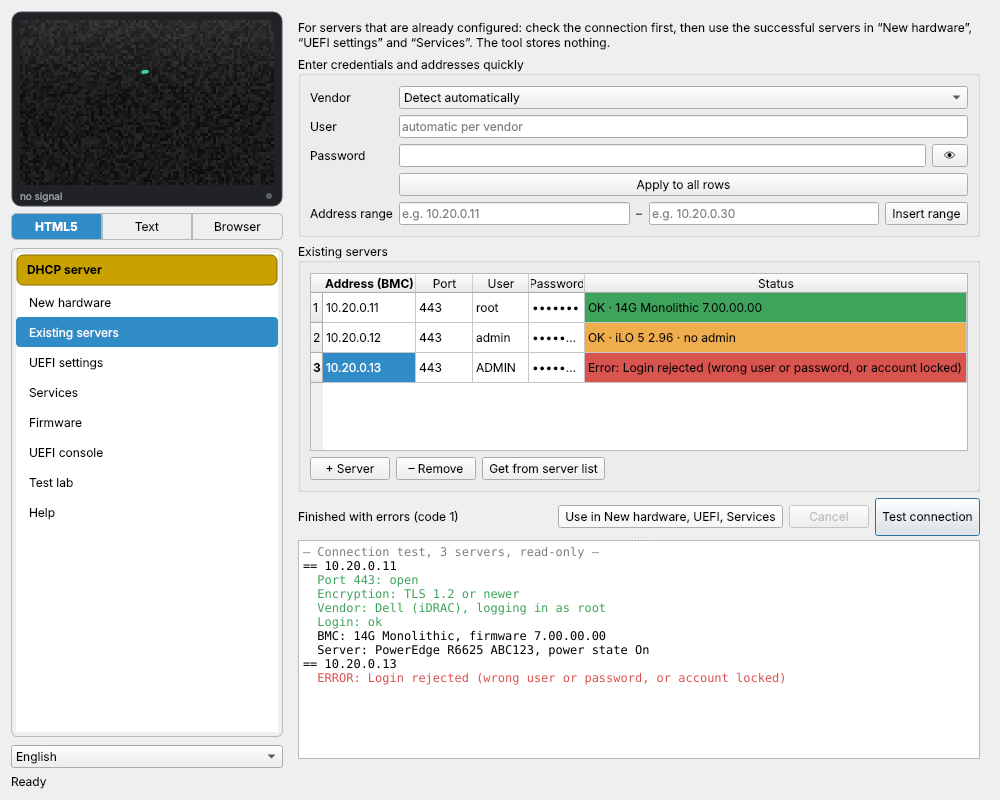 no signal
HTML5
Text
Browser
DHCP server
New hardware
Existing servers
UEFI settings
Services
Firmware
UEFI console
Test lab
Help
English
Ready
For servers that are already configured: check the connection first, then use the successful servers in “New hardware”,
“UEFI settings” and “Services”. The tool stores nothing.
Enter credentials and addresses quickly
Vendor Detect automatically
User automatic per vendor
Password
Apply to all rows
Address range e.g. 10.20.0.11 – e.g. 10.20.0.30 Insert range
Existing servers
Address (BMC) Port User Password Status
1 10.20.0.11 443 root ••••••• OK · 14G Monolithic 7.00.00.00
2 10.20.0.12 443 admin •••••… OK · iLO 5 2.96 · no admin
3 10.20.0.13 443 ADMIN •••••… Error: Login rejected (wrong user or password, or account locked)
+ Server – Remove Get from server list
Finished with errors (code 1) Use in New hardware, UEFI, Services Cancel Test connection
— Connection test, 3 servers, read-only —
== 10.20.0.11
Port 443: open
Encryption: TLS 1.2 or newer
Vendor: Dell (iDRAC), logging in as root
Login: ok
BMC: 14G Monolithic, firmware 7.00.00.00
Server: PowerEdge R6625 ABC123, power state On
== 10.20.0.13
ERROR: Login rejected (wrong user or password, or account locked)